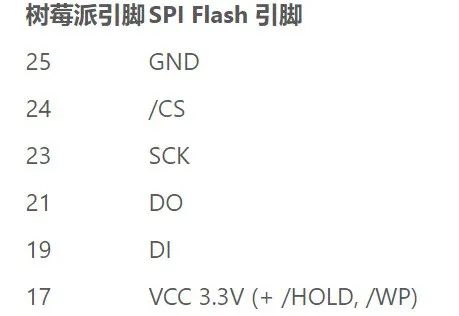 树莓派引脚 SPI Flash 引脚
25 GND
24 /CS
23 SCK
21 DO
19 DI
17 VCC 3.3V (+ /HOLD, /WP)